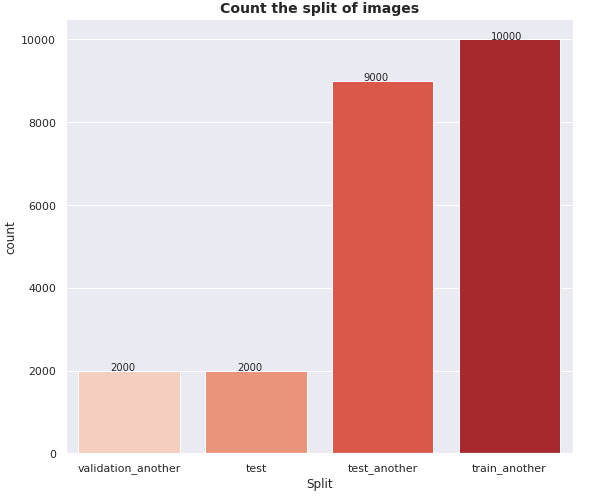 Count the split of images
10000
8000
6000
4000
2000
0
count
2000
2000
9000
10000
validation_another
test
test_another
train_another
Split